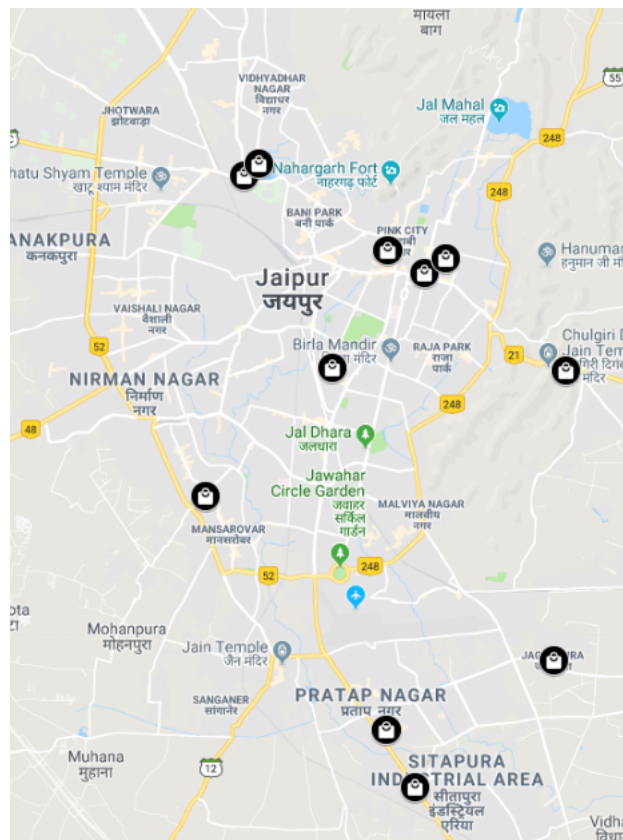 मायला
बाग
55
VIDHYADHAR
NAGAR
विद्याधर
नगर
JHOTWARA
झोटवाड़ा
Jal Mahal
जल महल
248
hatu Shyam Temple
खाटू श्याम मंदिर
Nahargarh Fort
नाहरगढ़ फोर्ट
248
BANI PARK
बनी पार्क
PINK CITY
ANAKPURA
कनकपुरा
Hanuman
हनुमान जी मं
Jaipur
जयपुर
VAISHALI NAGAR
वैशाली
नगर
52
Birla Mandir
मंदिर
RAJA PARK
राजा
पार्क
21
Chulgiri D
Jain Temp
मंदिर
NIRMAN NAGAR
निर्माण
नगर
248
48
Jal Dhara
जलधारा
Jawahar
Circle Garden
जवाहर
सर्किल
गार्डन
MALVIYA NAGAR
मालवीय
नगर
MANSAROVAR
मानसरोवर
52
248
Mohanpura
मोहनपुरा
Jain Temple
जैन मंदिर
SANGANER
सांगानेर
PRATAP NAGAR
प्रताप नगर
Muhana
मुहाना
12
SITAPURA
सीतापुरा
इंडस्ट्रियल
एरिया
AREA
Vidh